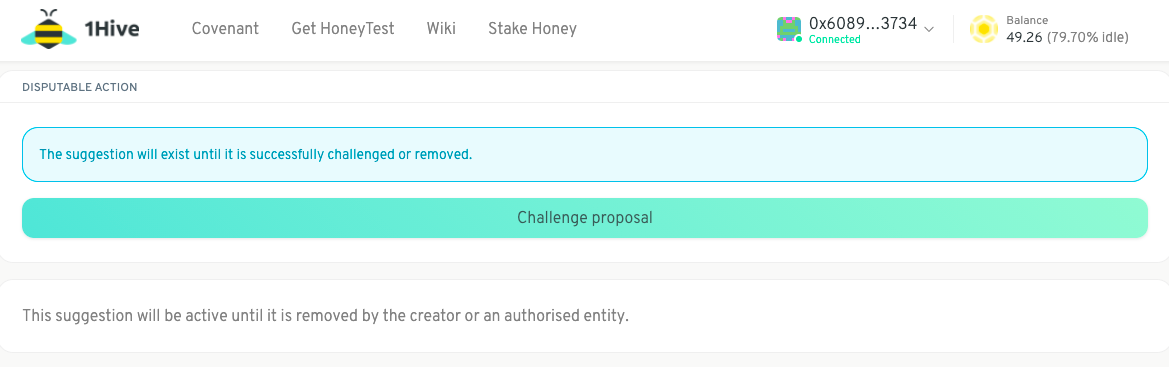 1Hive
Covenant
Get HoneyTest
Wiki
Stake Honey
0x6089...3734
Connected
Balance
49.26 (79.70% idle)
DISPUTABLE ACTION
The suggestion will exist until it is successfully challenged or removed.
Challenge proposal
This suggestion will be active until it is removed by the creator or an authorised entity.